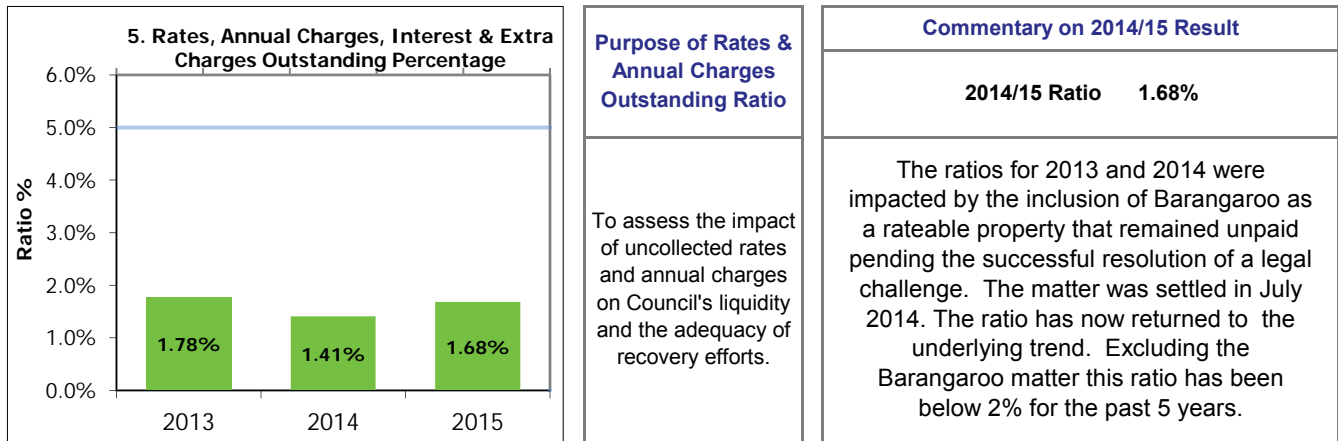 5. Rates, Annual Charges, Interest & Extra
Charges Outstanding Percentage
6.0%
5.0%
4.0%
3.0%
2.0%
1.0%
0.0%
Ratio %
1.78%
1.41%
1.68%
2013
2014
2015
Purpose of Rates &
Annual Charges
Outstanding Ratio
To assess the impact
of uncollected rates
and annual charges
on Council's liquidity
and the adequacy of
recovery efforts.
Commentary on 2014/15 Result
2014/15 Ratio 1.68%
The ratios for 2013 and 2014 were
impacted by the inclusion of Barangaroo as
a rateable property that remained unpaid
pending the successful resolution of a legal
challenge. The matter was settled in July
2014. The ratio has now returned to the
underlying trend. Excluding the
Barangaroo matter this ratio has been
below 2% for the past 5 years.